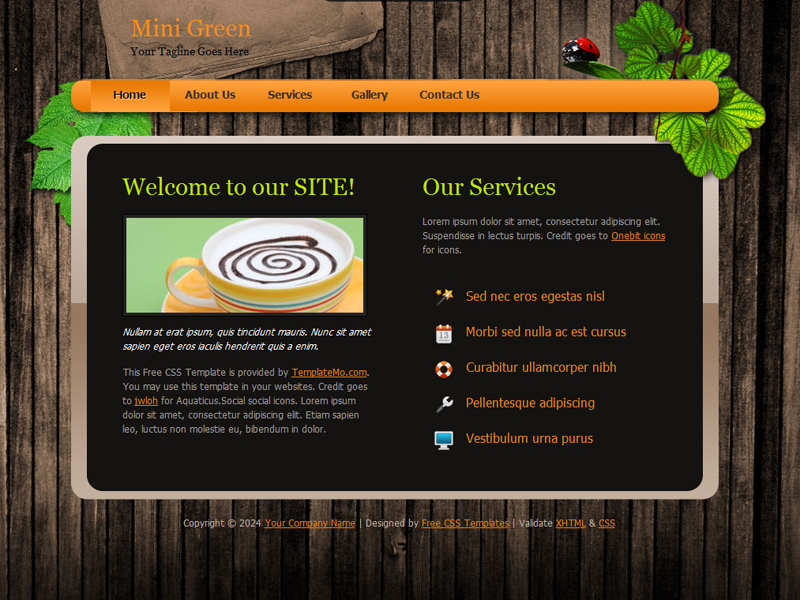 Mini Green
Your Tagline Goes Here
Home About Us Services Gallery Contact Us
Welcome to our SITE!
Nullam at erat ipsum, quis tincidunt mauris. Nunc sit amet
sapien eget eros iaculis hendrerit quis a enim.
This Free CSS Template is provided by TemplateMo.com.
You may use this template in your websites. Credit goes
to jwloh for Aquaticus.Social social icons. Lorem ipsum
dolor sit amet, consectetur adipiscing elit. Etiam sapien
leo, luctus non molestie eu, bibendum in dolor.
Our Services
Lorem ipsum dolor sit amet, consectetur adipiscing elit.
Suspendisse in lectus turpis. Credit goes to Onebit icons
for icons.
Sed nec eros egestas nisl
13
Morbi sed nulla ac est cursus
Curabitur ullamcorper nibh
Pellentesque adipiscing
Vestibulum urna purus
Copyright © 2024 Your Company Name | Designed by Free CSS Templates | Validate XHTML & CSS